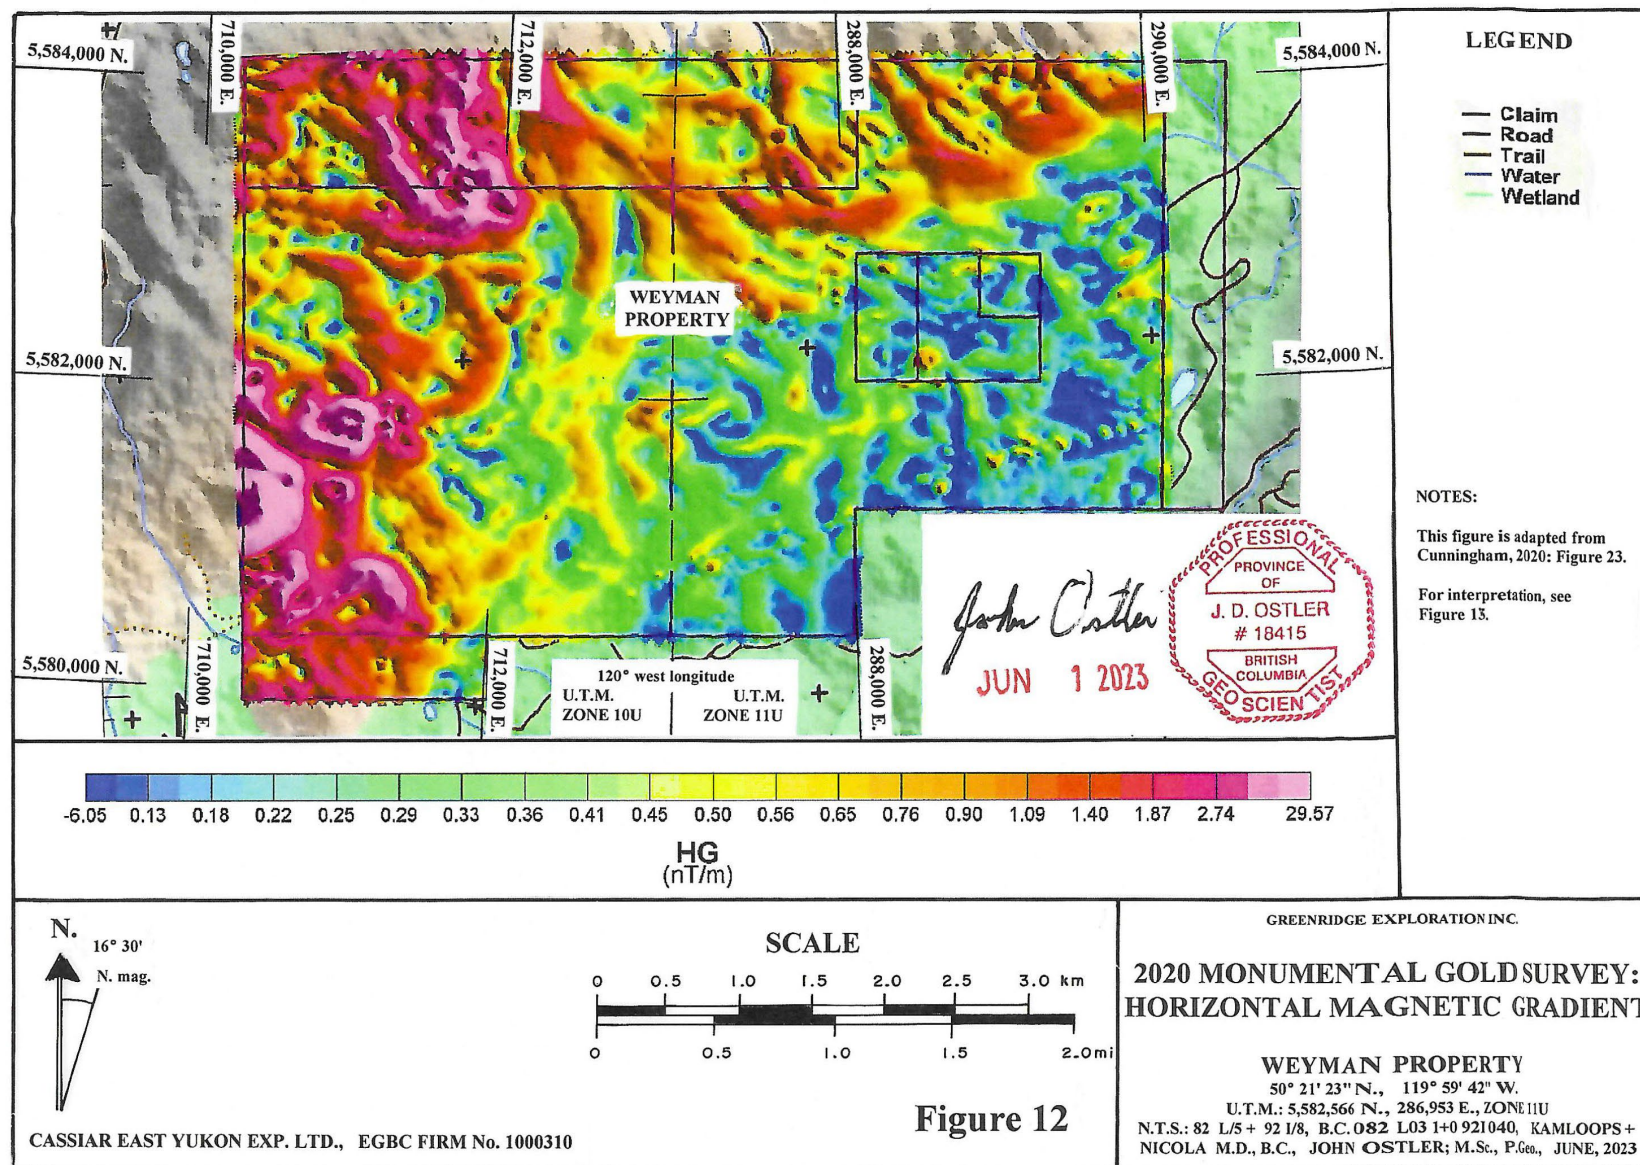 5,584,000 N.
710,000 E.
712,000 E.
288,000 E.
290,000 E.
5,584,000 N.
WEYMAN
PROPERTY
5,582,000 N.
5,582,000 N.
5,580,000 N.
710,000 E.
712,000 E.
288,000 E.
120° west longitude
U.T.M. U.T.M.
ZONE 10U ZONE 11U
John Ostler
JUN 1 2023
PROFESSIONAL
PROVINCE
OF
J. D. OSTLER
# 18415
BRITISH
COLUMBIA
GEOSCIENTIST
LEGEND
Claim
Road
Trail
Water
Wetland
NOTES:
This figure is adapted from
Cunningham, 2020: Figure 23.
For interpretation, see
Figure 13.
-6.05 0.13 0.18 0.22 0.25 0.29 0.33 0.36 0.41 0.45 0.50 0.56 0.65 0.76 0.90 1.09 1.40 1.87 2.74 29.57
HG
(nT/m)
N.
16° 30'
N. mag.
SCALE
0 0.5 1.0 1.5 2.0 2.5 3.0 km
0 0.5 1.0 1.5 2.0mi
Figure 12
CASSIAR EAST YUKON EXP. LTD., EGBC FIRM No. 1000310
GREENRIDGE EXPLORATION INC.
2020 MONUMENTAL GOLD SURVEY:
HORIZONTAL MAGNETIC GRADIENT
WEYMAN PROPERTY
50° 21' 23" N., 119° 59' 42" W.
U.T.M.: 5,582,566 N., 286,953 E., ZONE 11U
N.T.S.: 82 L/5 + 92 I/8, B.C. 082 L03 1+0 92I040, KAMLOOPS +
NICOLA M.D., B.C., JOHN OSTLER; M.Sc., P.Geo., JUNE, 2023